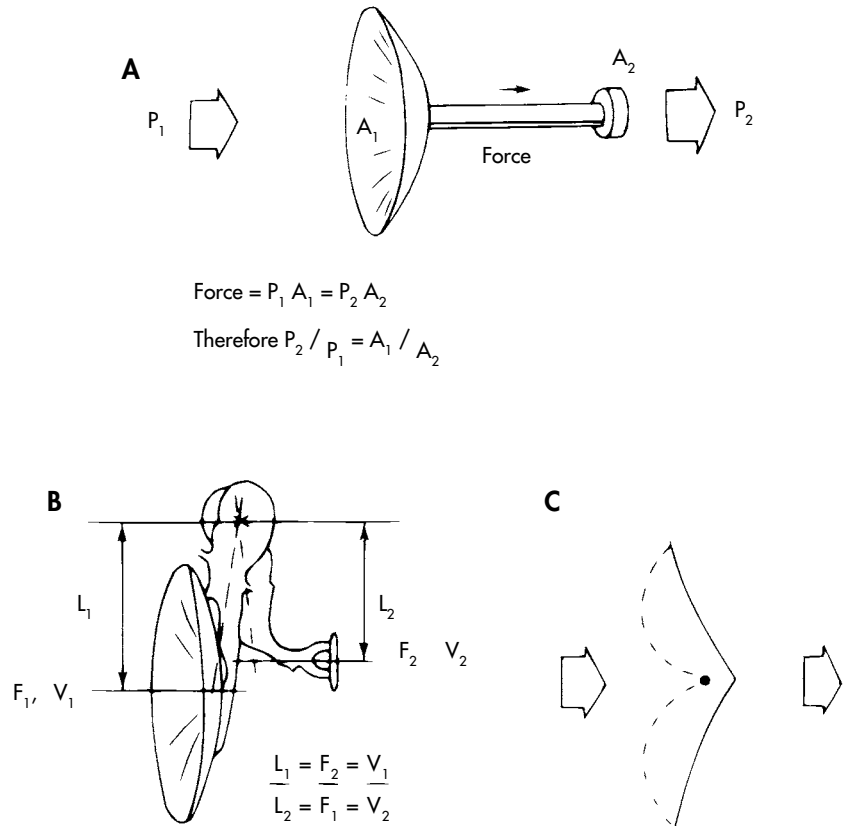 A
P₁
A₁
Force
A₂
P₂
Force = P₁ A₁ = P₂ A₂
Therefore P₂ / P₁ = A₁ / A₂
B
L₁
L₂
F₁, V₁
F₂ V₂
L₁ = F₂ = V₁
L₂ = F₁ = V₂
C